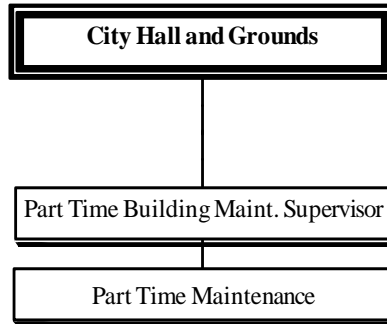 City Hall and Grounds
Part Time Building Maint. Supervisor
Part Time Maintenance